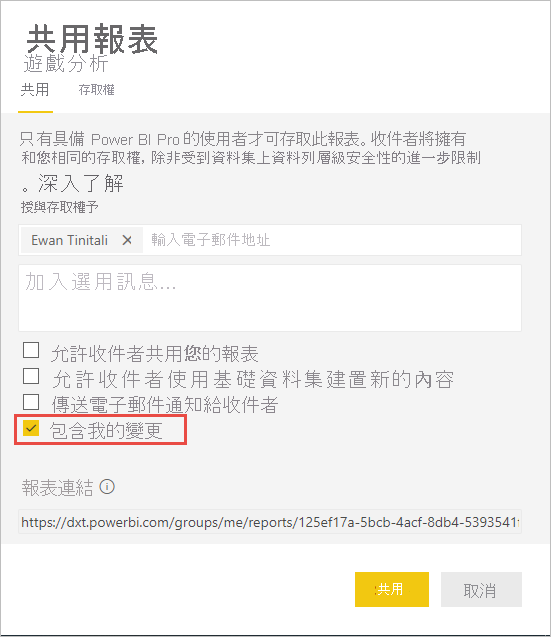 共用報表
遊戲分析
共用 存取權
只有具備 Power BI Pro 的使用者才可存取此報表。收件者將擁有
和您相同的存取權, 除非受到資料集上資料列層級安全性的進一步限制
。深入了解
授與存取權予
Ewan Tinitali ✕ 輸入電子郵件地址
加入選用訊息...
允許收件者共用您的報表
允許收件者使用基礎資料集建置新的內容
傳送電子郵件通知給收件者
包含我的變更
報表連結
https://dxt.powerbi.com/groups/me/reports/125ef17a-5bcb-4acf-8db4-5393541f
共用 取消